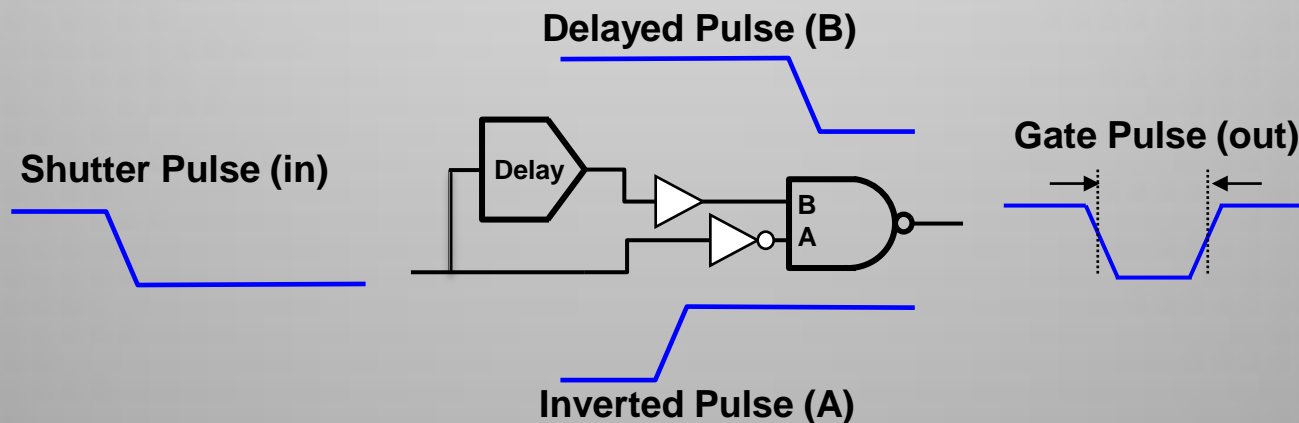 Delayed Pulse (B)
Shutter Pulse (in)
Delay
B
A
Gate Pulse (out)
Inverted Pulse (A)